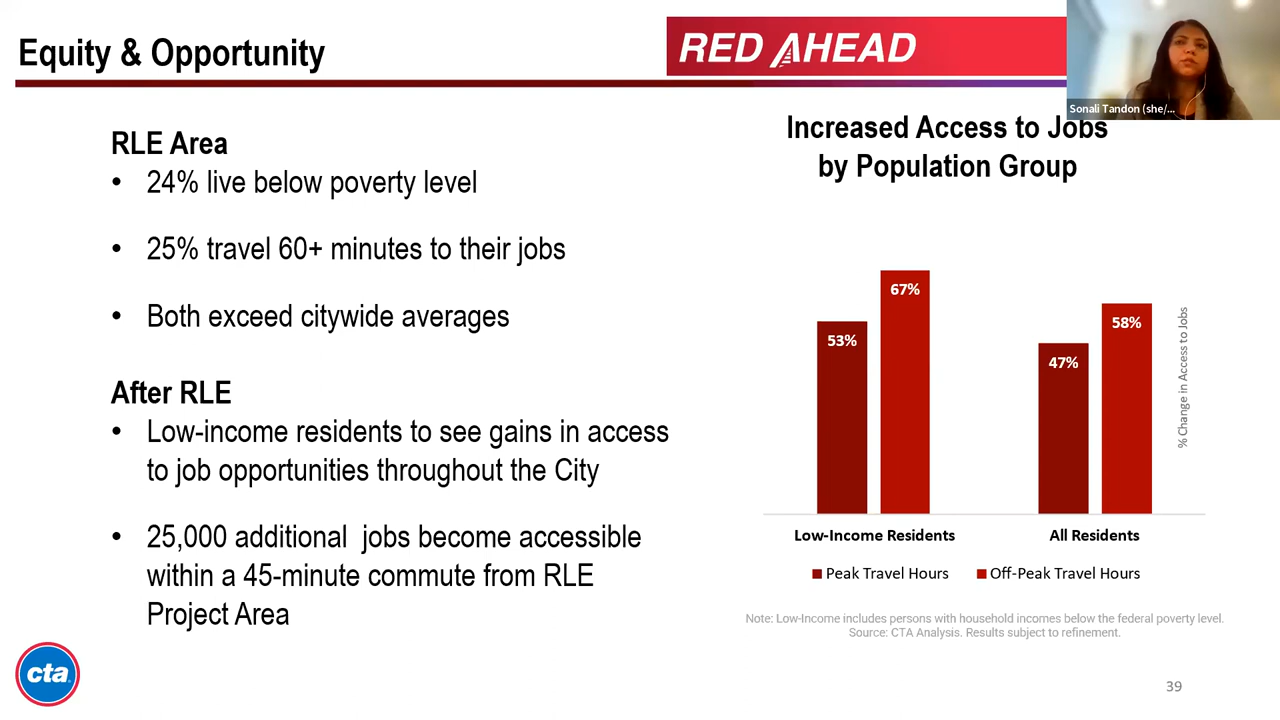 Equity & Opportunity
RED AHEAD
Sonali Tandon (she/...
RLE Area
• 24% live below poverty level
• 25% travel 60+ minutes to their jobs
• Both exceed citywide averages
After RLE
• Low-income residents to see gains in access
to job opportunities throughout the City
• 25,000 additional jobs become accessible
within a 45-minute commute from RLE
Project Area
cta
Increased Access to Jobs
by Population Group
53%
67%
47%
58%
% Change in Access to Jobs
Low-Income Residents
All Residents
Peak Travel Hours
Off-Peak Travel Hours
Note: Low-Income includes persons with household incomes below the federal poverty level.
Source: CTA Analysis. Results subject to refinement.
39